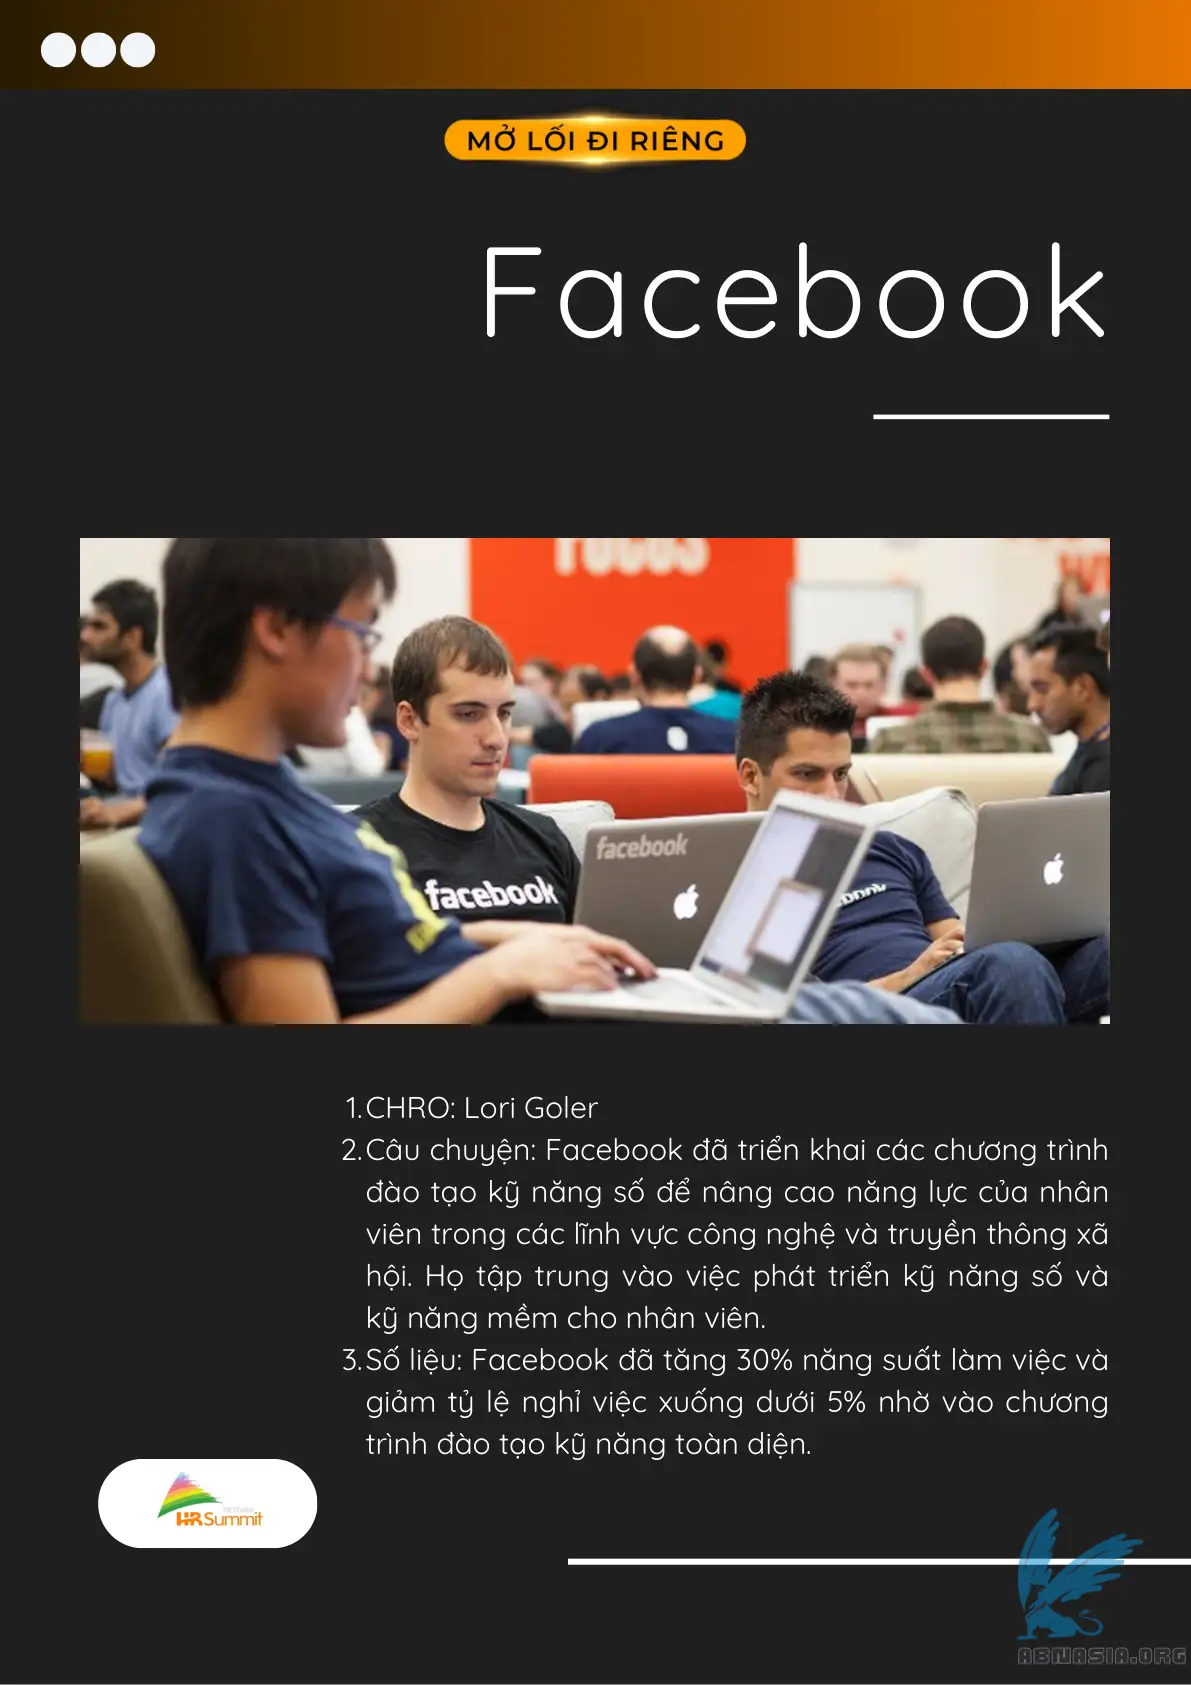 MỞ LỐI ĐI RIÊNG
Facebook
FOCUS
facebook
facebook
1. CHRO: Lori Goler
2. Câu chuyện: Facebook đã triển khai các chương trình
đào tạo kỹ năng số để nâng cao năng lực của nhân
viên trong các lĩnh vực công nghệ và truyền thông xã
hội. Họ tập trung vào việc phát triển kỹ năng số và
kỹ năng mềm cho nhân viên.
3. Số liệu: Facebook đã tăng 30% năng suất làm việc và
giảm tỷ lệ nghỉ việc xuống dưới 5% nhờ vào chương
trình đào tạo kỹ năng toàn diện.
VIETNAM
HR Summit
ABNASIA.ORG